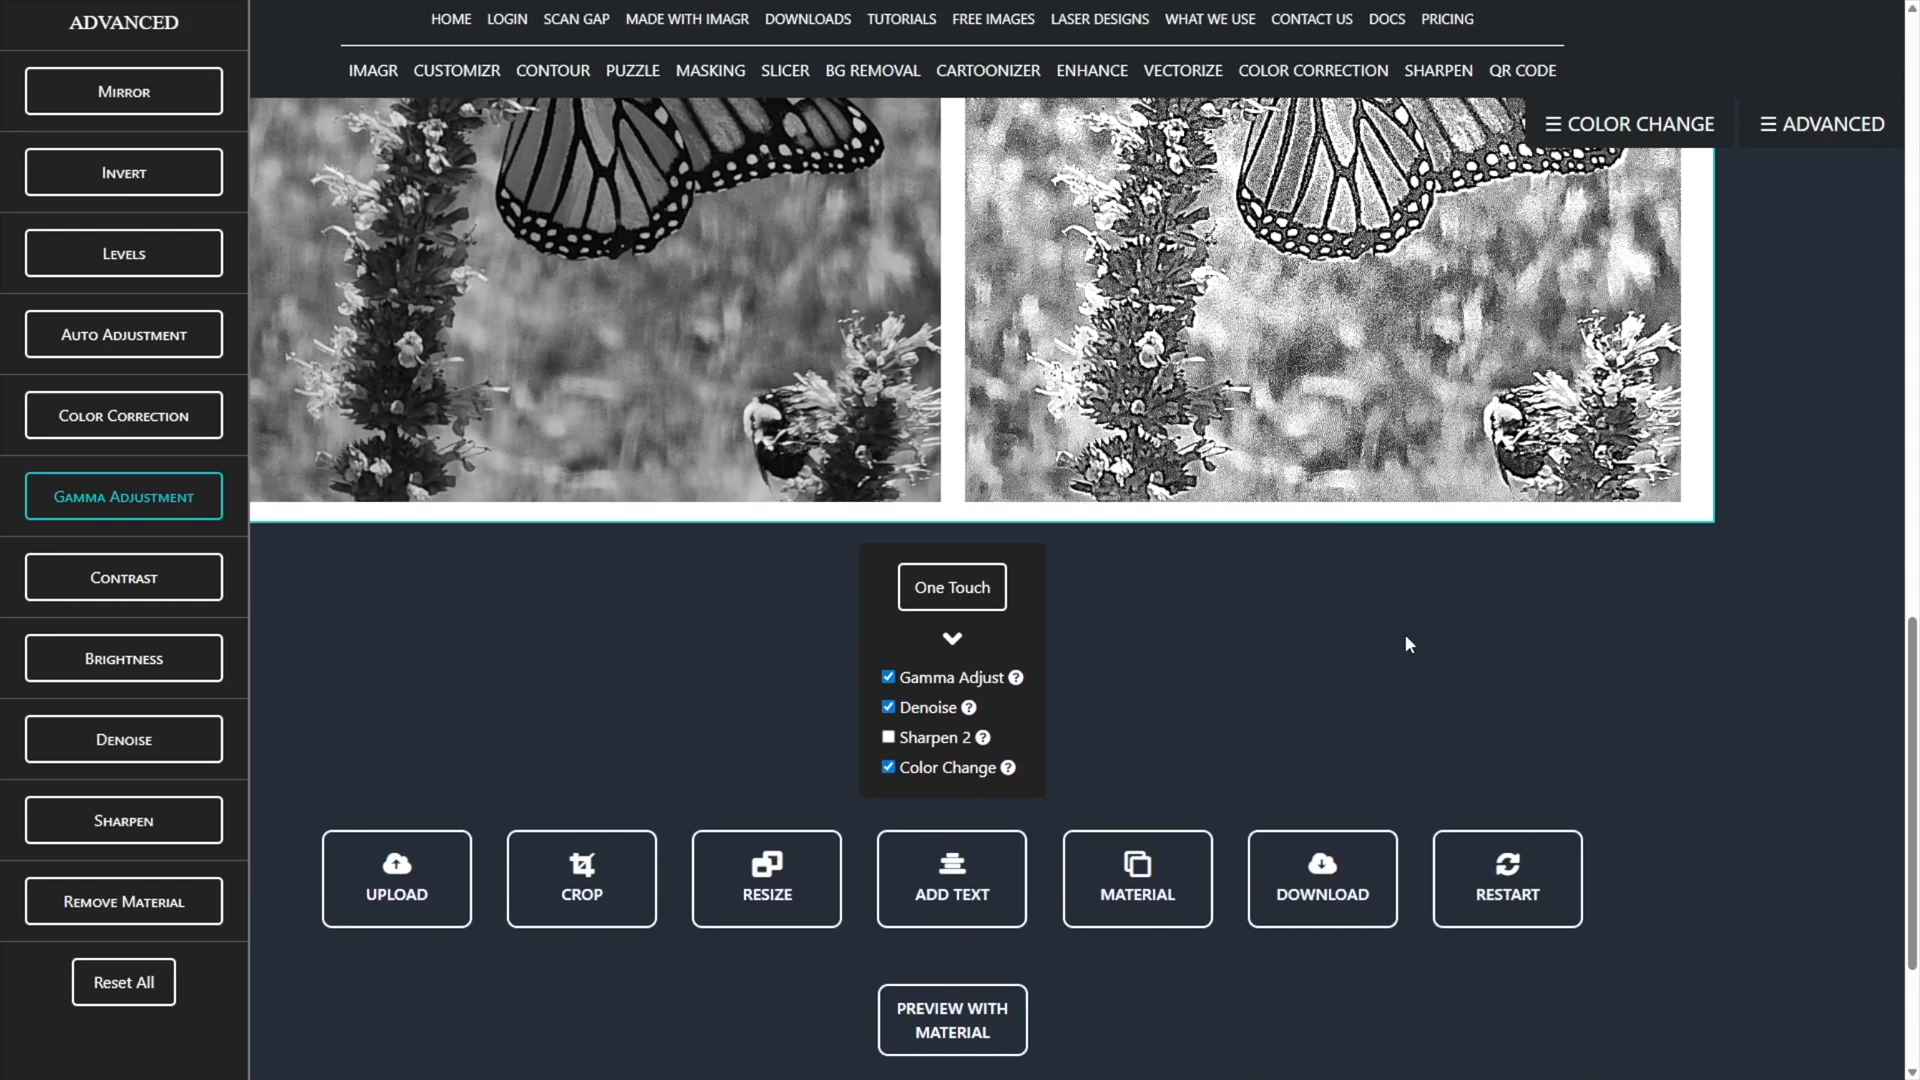 ADVANCED
MIRROR
INVERT
LEVELS
AUTO ADJUSTMENT
COLOR CORRECTION
GAMMA ADJUSTMENT
CONTRAST
BRIGHTNESS
DENOISE
SHARPEN
REMOVE MATERIAL
Reset All
HOME LOGIN SCAN GAP MADE WITH IMAGR DOWNLOADS TUTORIALS FREE IMAGES LASER DESIGNS WHAT WE USE CONTACT US DOCS PRICING
IMAGR CUSTOMIZR CONTOUR PUZZLE MASKING SLICER BG REMOVAL CARTOONIZER ENHANCE VECTORIZE COLOR CORRECTION SHARPEN QR CODE
☰ COLOR CHANGE ☰ ADVANCED
One Touch
Gamma Adjust ?
Denoise ?
Sharpen 2 ?
Color Change ?
UPLOAD CROP RESIZE ADD TEXT MATERIAL DOWNLOAD RESTART
PREVIEW WITH
MATERIAL